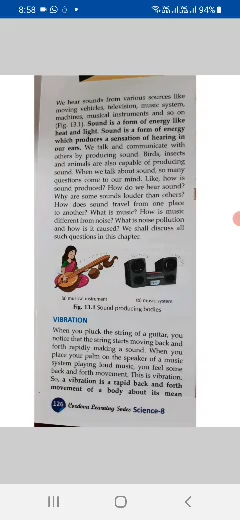 8:58
94%
We hear sounds from various sources like
moving vehicles, television, music system,
machines, musical instruments and so on
(Fig. 13.1). Sound is a form of energy like
heat and light. Sound is a form of energy
which produces a sensation of hearing in
our ears. We talk and communicate with
others by producing sound. Birds, insects
and animals are also capable of producing
sound. When we talk about sound, so many
questions come to our mind. Like, how is
sound produced? How do we hear sound?
Why are some sounds louder than others?
How does sound travel from one place
to another? What is music? How is music
different from noise? What is noise pollution
and how is it caused? We shall discuss all
such questions in this chapter.
(a) musical instrument
(b) music system
Fig. 13.1 Sound producing bodies
VIBRATION
When you pluck the string of a guitar, you
notice that the string starts moving back and
forth rapidly making a sound. When you
place your palm on the speaker of a music
system playing loud music, you feel some
back and forth movement. This is vibration.
So, a vibration is a rapid back and forth
movement of a body about its mean
126 Cordova Learning Series Science-8